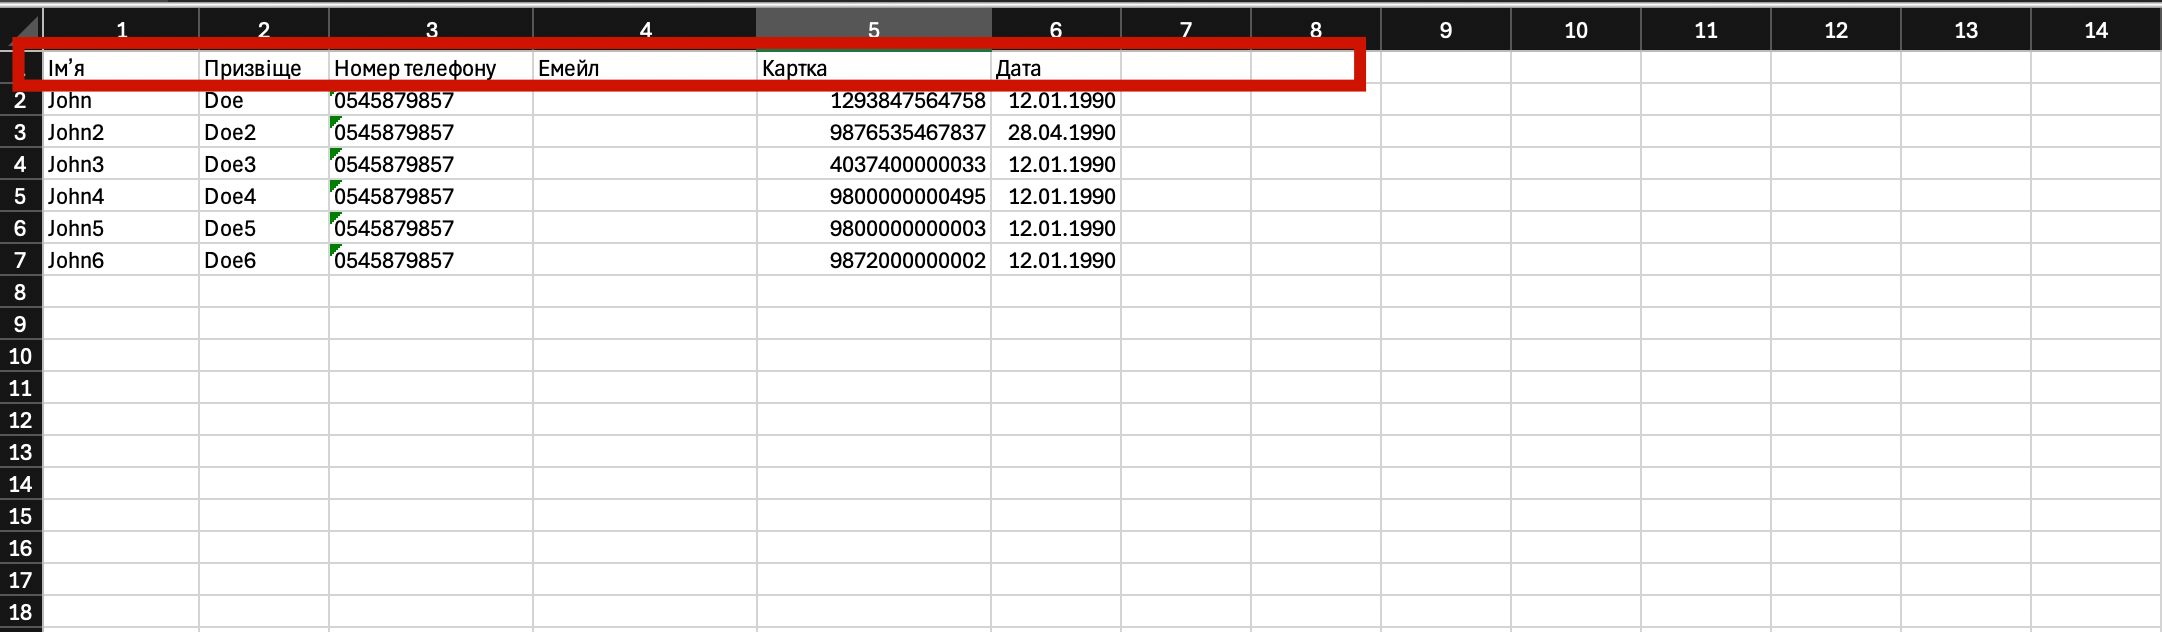 1 2 3 4 5 6 7 8 9 10 11 12 13 14
Ім’я Призвіще Номер телефону Емейл Картка Дата
2 John Doe 0545879857 1293847564758 12.01.1990
3 John2 Doe2 0545879857 9876535467837 28.04.1990
4 John3 Doe3 0545879857 4037400000033 12.01.1990
5 John4 Doe4 0545879857 9800000000495 12.01.1990
6 John5 Doe5 0545879857 9800000000003 12.01.1990
7 John6 Doe6 0545879857 9872000000002 12.01.1990
8
9
10
11
12
13
14
15
16
17
18